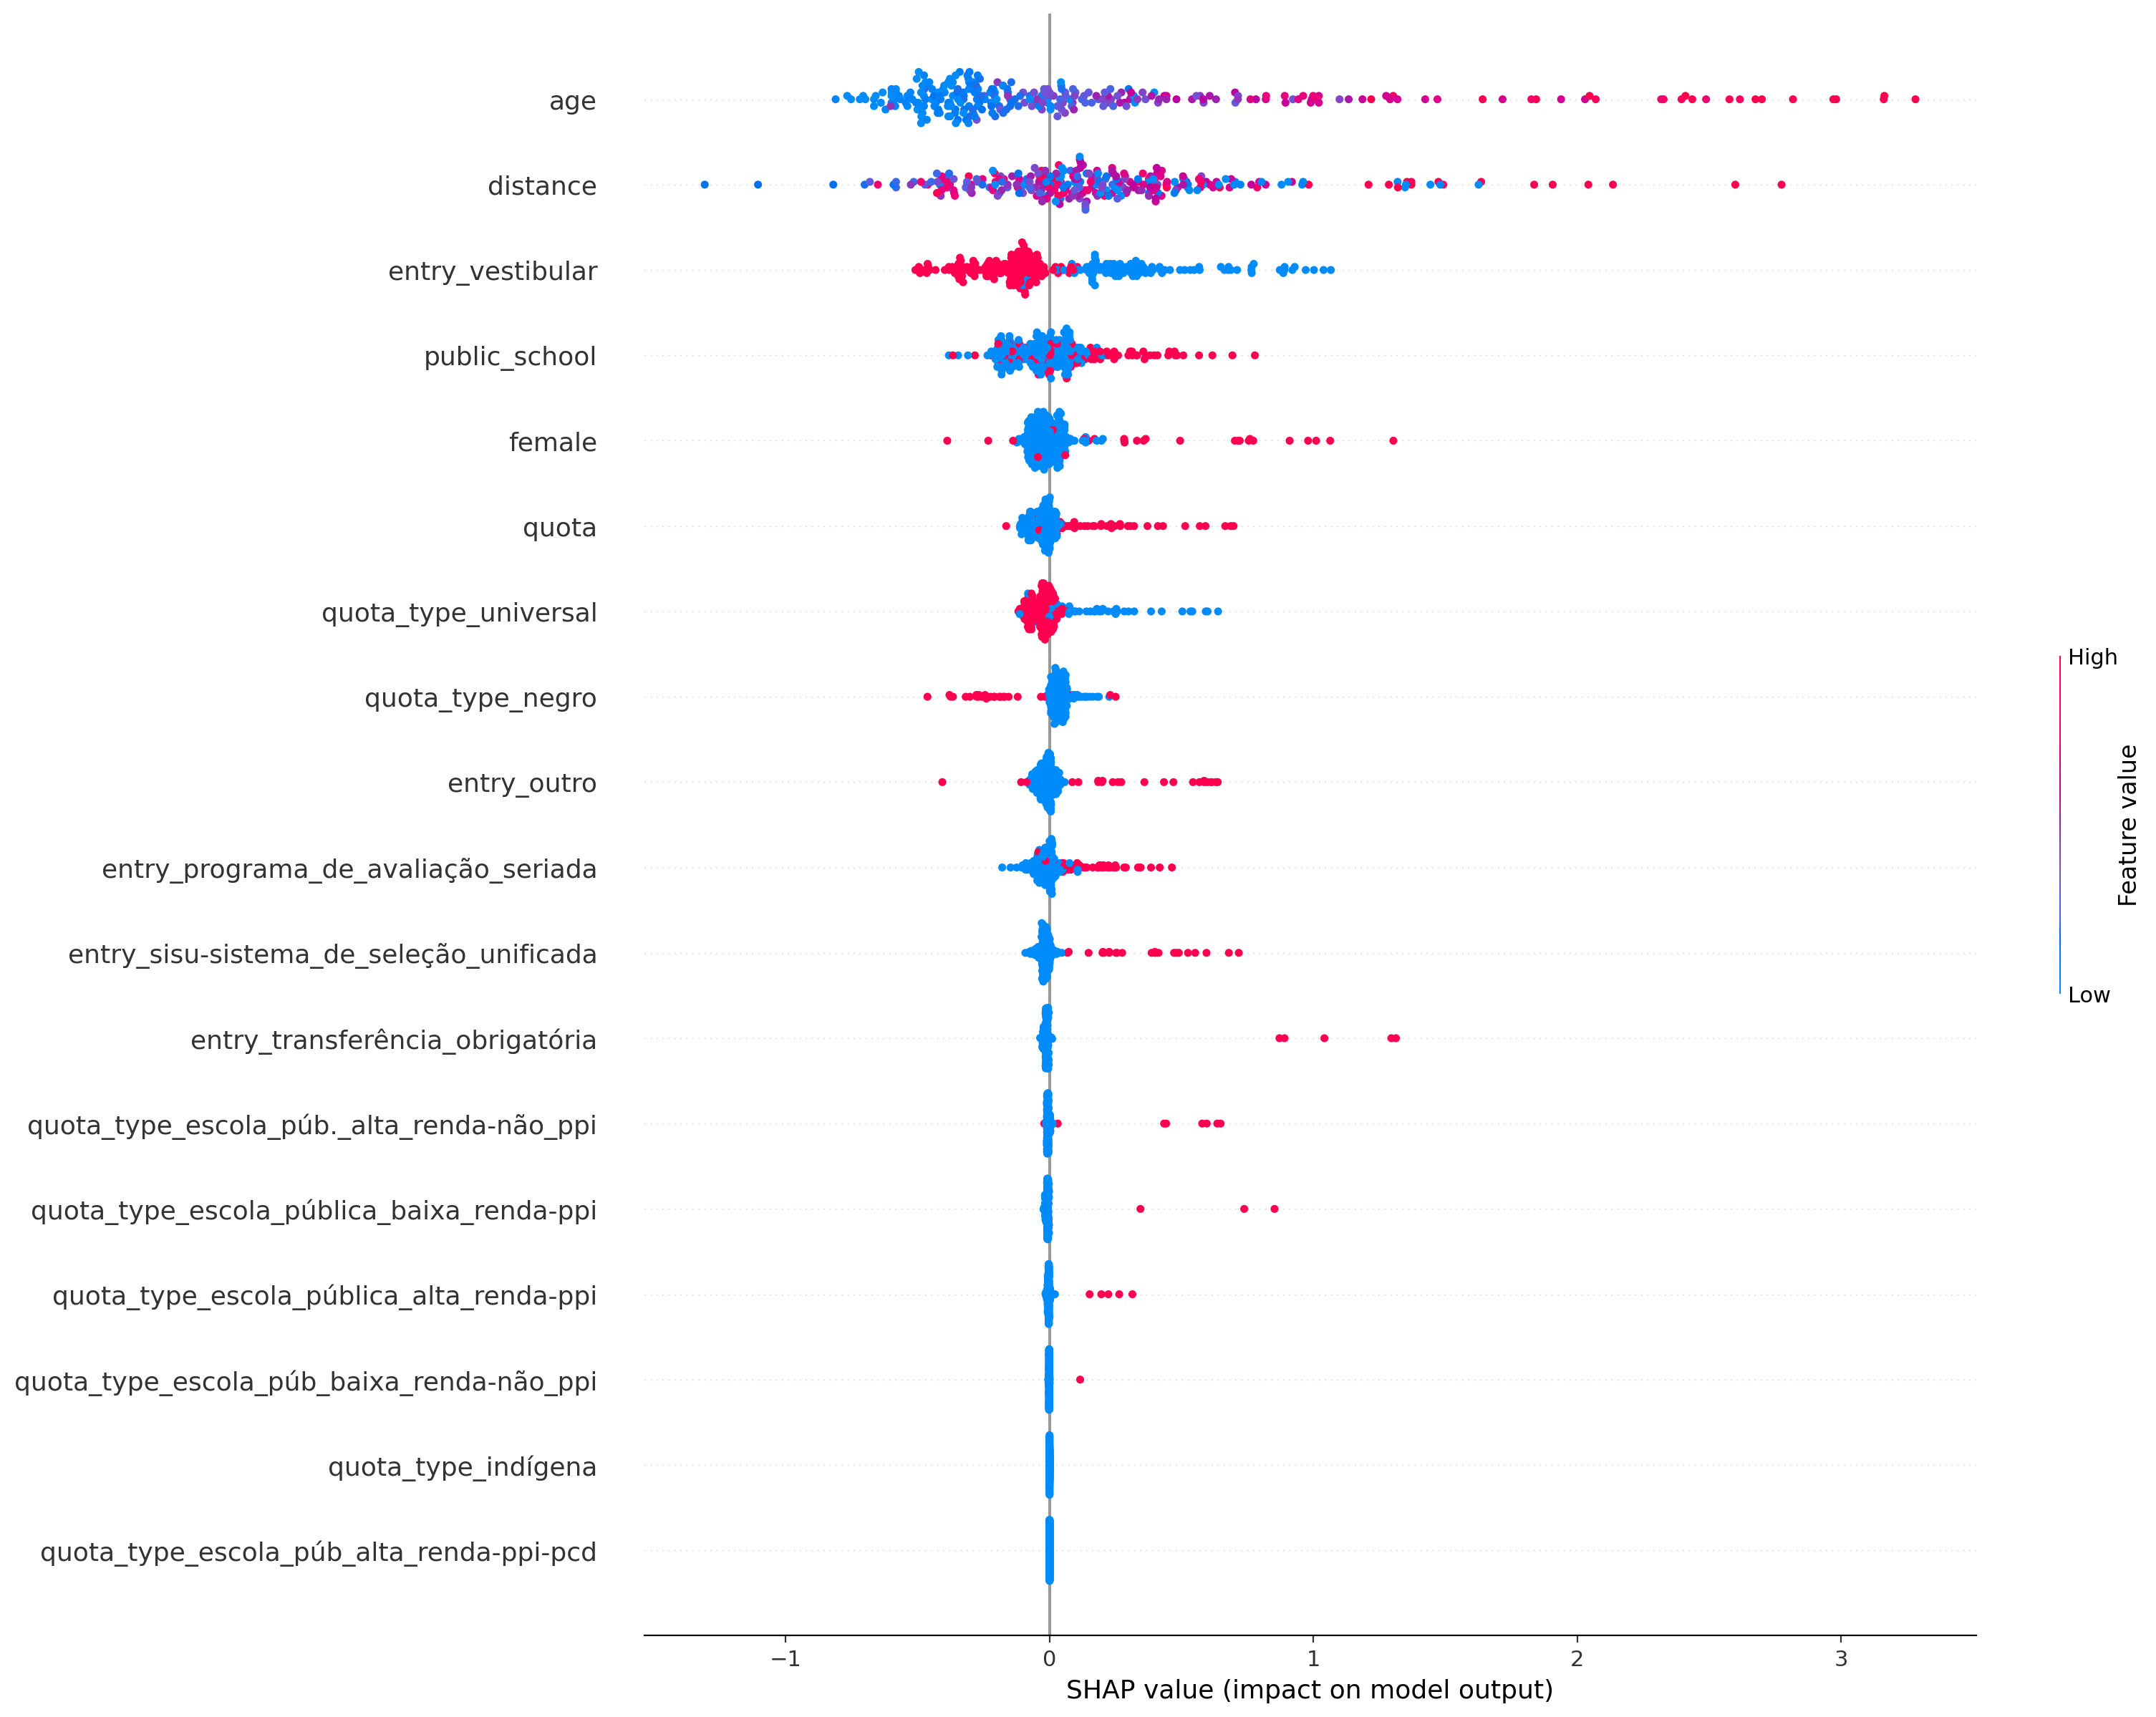 age
distance
entry_vestibular
public_school
female
quota
quota_type_universal
quota_type_negro
entry_outro
entry_programa_de_avaliação_seriada
entry_sisu-sistema_de_seleção_unificada
entry_transferência_obrigatória
quota_type_escola_púb._alta_renda-não_ppi
quota_type_escola_pública_baixa_renda-ppi
quota_type_escola_pública_alta_renda-ppi
quota_type_escola_púb_baixa_renda-não_ppi
quota_type_indígena
quota_type_escola_púb_alta_renda-ppi-pcd
−1 0 1 2 3
SHAP value (impact on model output)
High
Feature value
Low